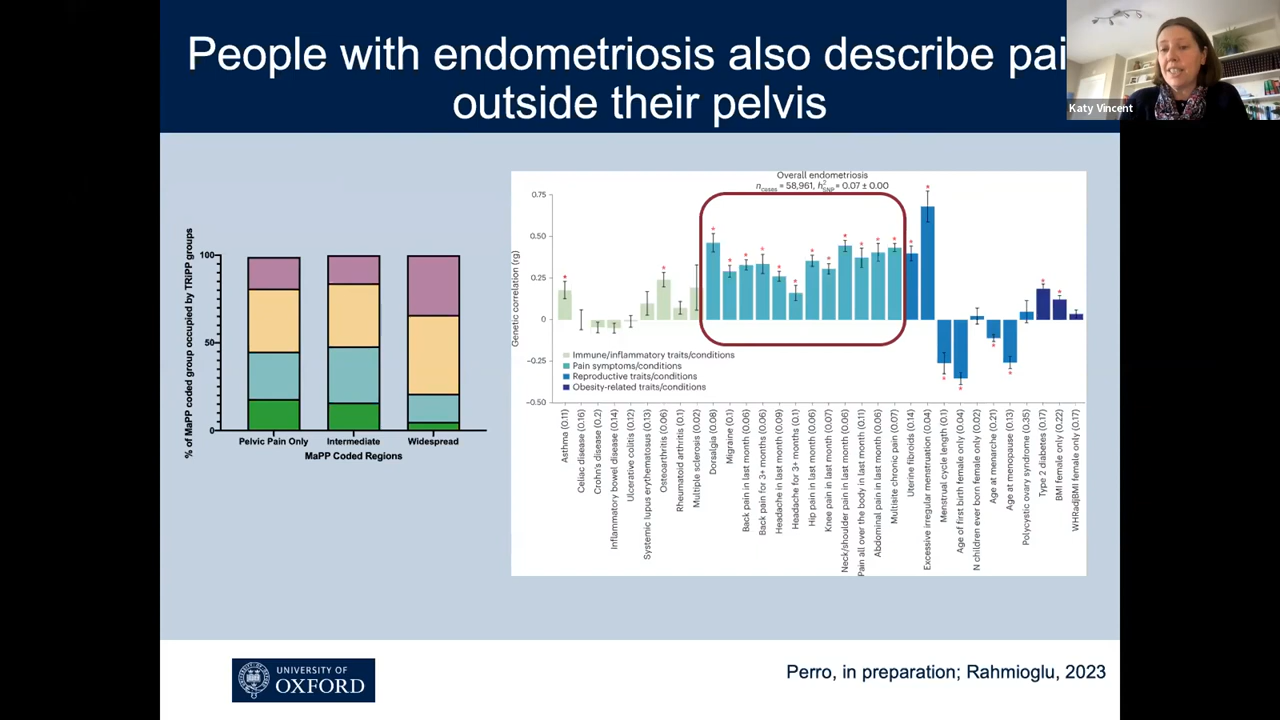 People with endometriosis also describe pai
outside their pelvis
Katy Vincent
% of MaPP coded group occupied by TRiPP groups
100
50
0
Pelvic Pain Only
Intermediate
Widespread
MaPP Coded Regions
Overall endometriosis
n cases = 58,961, h² SNP = 0.07 ± 0.00
Genetic correlation (rg)
0.75
0.50
0.25
0
−0.25
−0.50
Immune/inflammatory traits/conditions
Pain symptoms/conditions
Reproductive traits/conditions
Obesity-related traits/conditions
Asthma (0.11)
Celiac disease (0.16)
Crohn's disease (0.2)
Inflammatory bowel disease (0.14)
Ulcerative colitis (0.12)
Systemic lupus erythematosus (0.13)
Osteoarthritis (0.06)
Rheumatoid arthritis (0.1)
Multiple sclerosis (0.02)
Dorsalgia (0.08)
Migraine (0.1)
Back pain in last month (0.06)
Back pain for 3+ months (0.06)
Headache in last month (0.09)
Headache for 3+ months (0.1)
Hip pain in last month (0.06)
Knee pain in last month (0.07)
Neck/shoulder pain in last month (0.06)
Pain all over the body in last month (0.11)
Abdominal pain in last month (0.06)
Multisite chronic pain (0.07)
Uterine fibroids (0.14)
Excessive irregular menstruation (0.04)
Menstrual cycle length (0.1)
Age of first birth female only (0.04)
N children ever born female only (0.02)
Age at menarche (0.21)
Age at menopause (0.13)
Polycystic ovary syndrome (0.35)
Type 2 diabetes (0.17)
BMI female only (0.22)
WHRadjBMI female only (0.17)
UNIVERSITY OF
OXFORD
Perro, in preparation; Rahmioglu, 2023